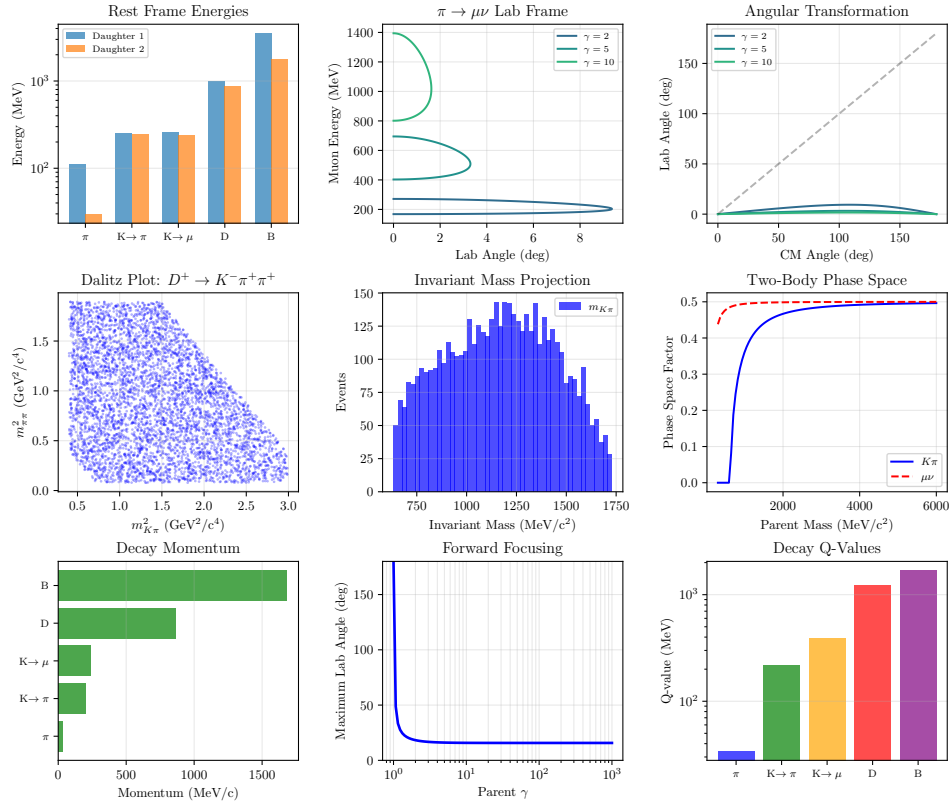 Rest Frame Energies
Daughter 1
Daughter 2
Energy (MeV)
10³
10²
π
K→ π
K→ μ
D
B
π → μν Lab Frame
γ = 2
γ = 5
γ = 10
Muon Energy (MeV)
1400
1200
1000
800
600
400
200
0
2
4
6
8
Lab Angle (deg)
Angular Transformation
γ = 2
γ = 5
γ = 10
Lab Angle (deg)
150
100
50
0
0
50
100
150
CM Angle (deg)
Dalitz Plot: D⁺ → K⁻π⁺π⁺
m²ππ (GeV²/c⁴)
1.5
1.0
0.5
0.0
0.5
1.0
1.5
2.0
2.5
3.0
m²Kπ (GeV²/c⁴)
Invariant Mass Projection
mKπ
Events
150
125
100
75
50
25
0
750
1000
1250
1500
1750
Invariant Mass (MeV/c²)
Two-Body Phase Space
Phase Space Factor
0.5
0.4
0.3
0.2
0.1
0.0
Kπ
μν
2000
4000
6000
Parent Mass (MeV/c²)
Decay Momentum
B
D
K→ μ
K→ π
π
0
500
1000
1500
Momentum (MeV/c)
Forward Focusing
Maximum Lab Angle (deg)
150
100
50
0
10⁰
10¹
10²
10³
Parent γ
Decay Q-Values
Q-value (MeV)
10³
10²
π
K→ π
K→ μ
D
B